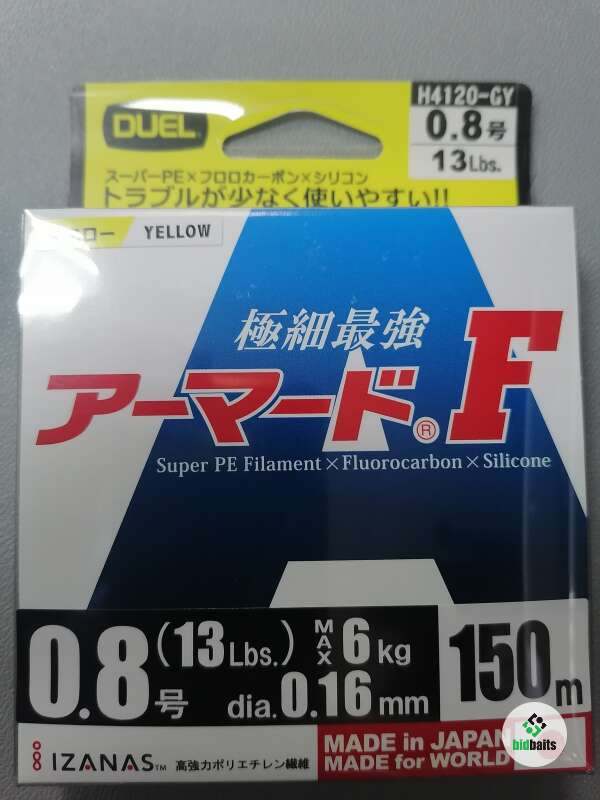 DUEL
H4120-GY
0.8号
13Lbs.
スーパーPE×フロロカーボン×シリコン
トラブルが少なく使いやすい!!
ロー YELLOW
極細最強
アーマード® F
Super PE Filament×Fluorocarbon×Silicone
0.8号 (13Lbs.) MAX 6kg
dia. 0.16mm
150m
IZANAS™ 高強力ポリエチレン繊維
MADE in JAPAN
MADE for WORLD
bidbaits